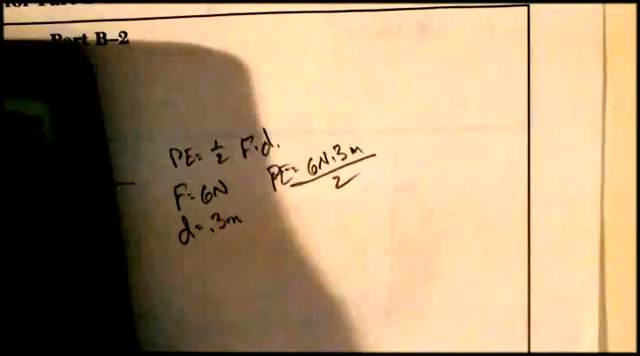 Part B–2
PE = 1/2 F·d.
F = 6N
d = .3m
PE = 6N·.3m / 2